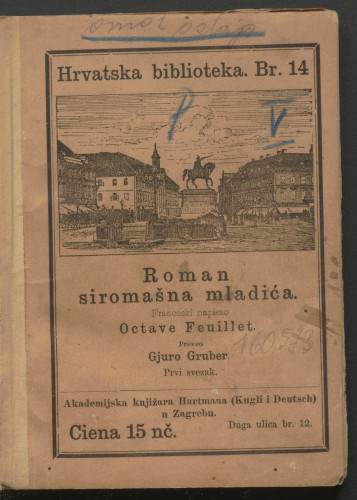 Hrvatska biblioteka. Br. 14
P
V
Roman
siromašna mladića.
Francezki napisao
Octave Feuillet.
Preveo
Gjuro Gruber.
Prvi svezak.
160573
Akademijska knjižara Hartmana (Kugli i Deutsch)
u Zagrebu.
Ciena 15 nč.
Duga ulica br. 12.